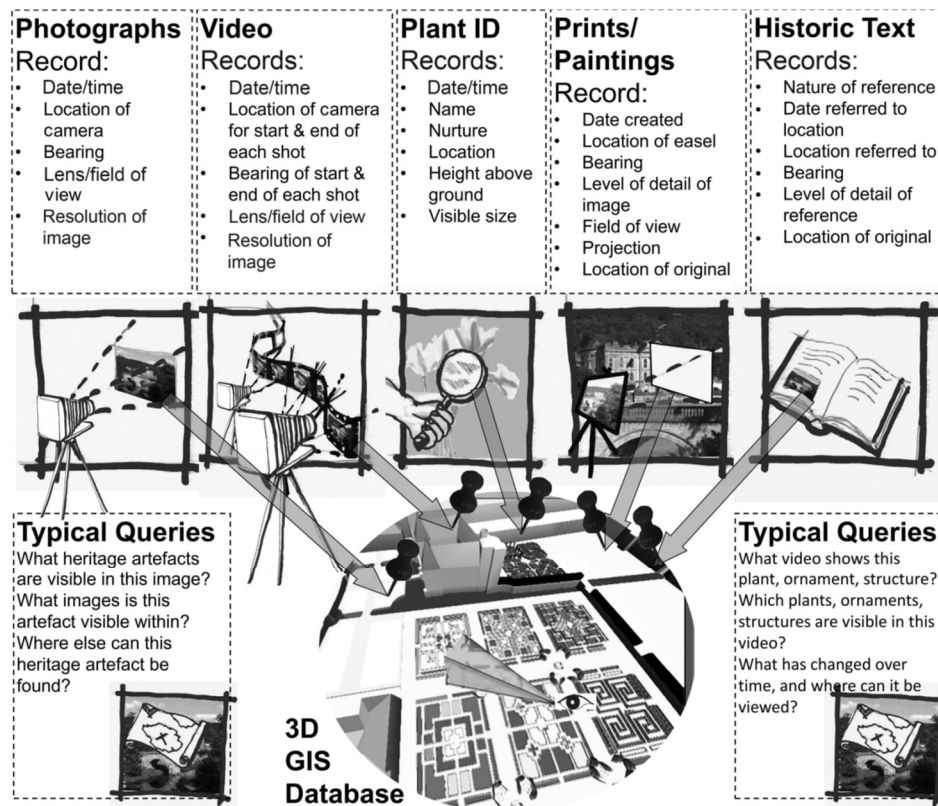 Photographs
Record:
• Date/time
• Location of
camera
• Bearing
• Lens/field of
view
• Resolution of
image
Video
Records:
• Date/time
• Location of camera
for start & end of
each shot
• Bearing of start &
end of each shot
• Lens/field of view
• Resolution of
image
Plant ID
Records:
• Date/time
• Name
• Nurture
• Location
• Height above
ground
• Visible size
Prints/
Paintings
Record:
• Date created
• Location of easel
• Bearing
• Level of detail of
image
• Field of view
• Projection
• Location of original
Historic Text
Records:
• Nature of reference
• Date referred to
location
• Location referred to
• Bearing
• Level of detail of
reference
• Location of original
Typical Queries
What heritage artefacts
are visible in this image?
What images is this
artefact visible within?
Where else can this
heritage artefact be
found?
3D
GIS
Database
Typical Queries
What video shows this
plant, ornament, structure?
Which plants, ornaments,
structures are visible in this
video?
What has changed over
time, and where can it be
viewed?